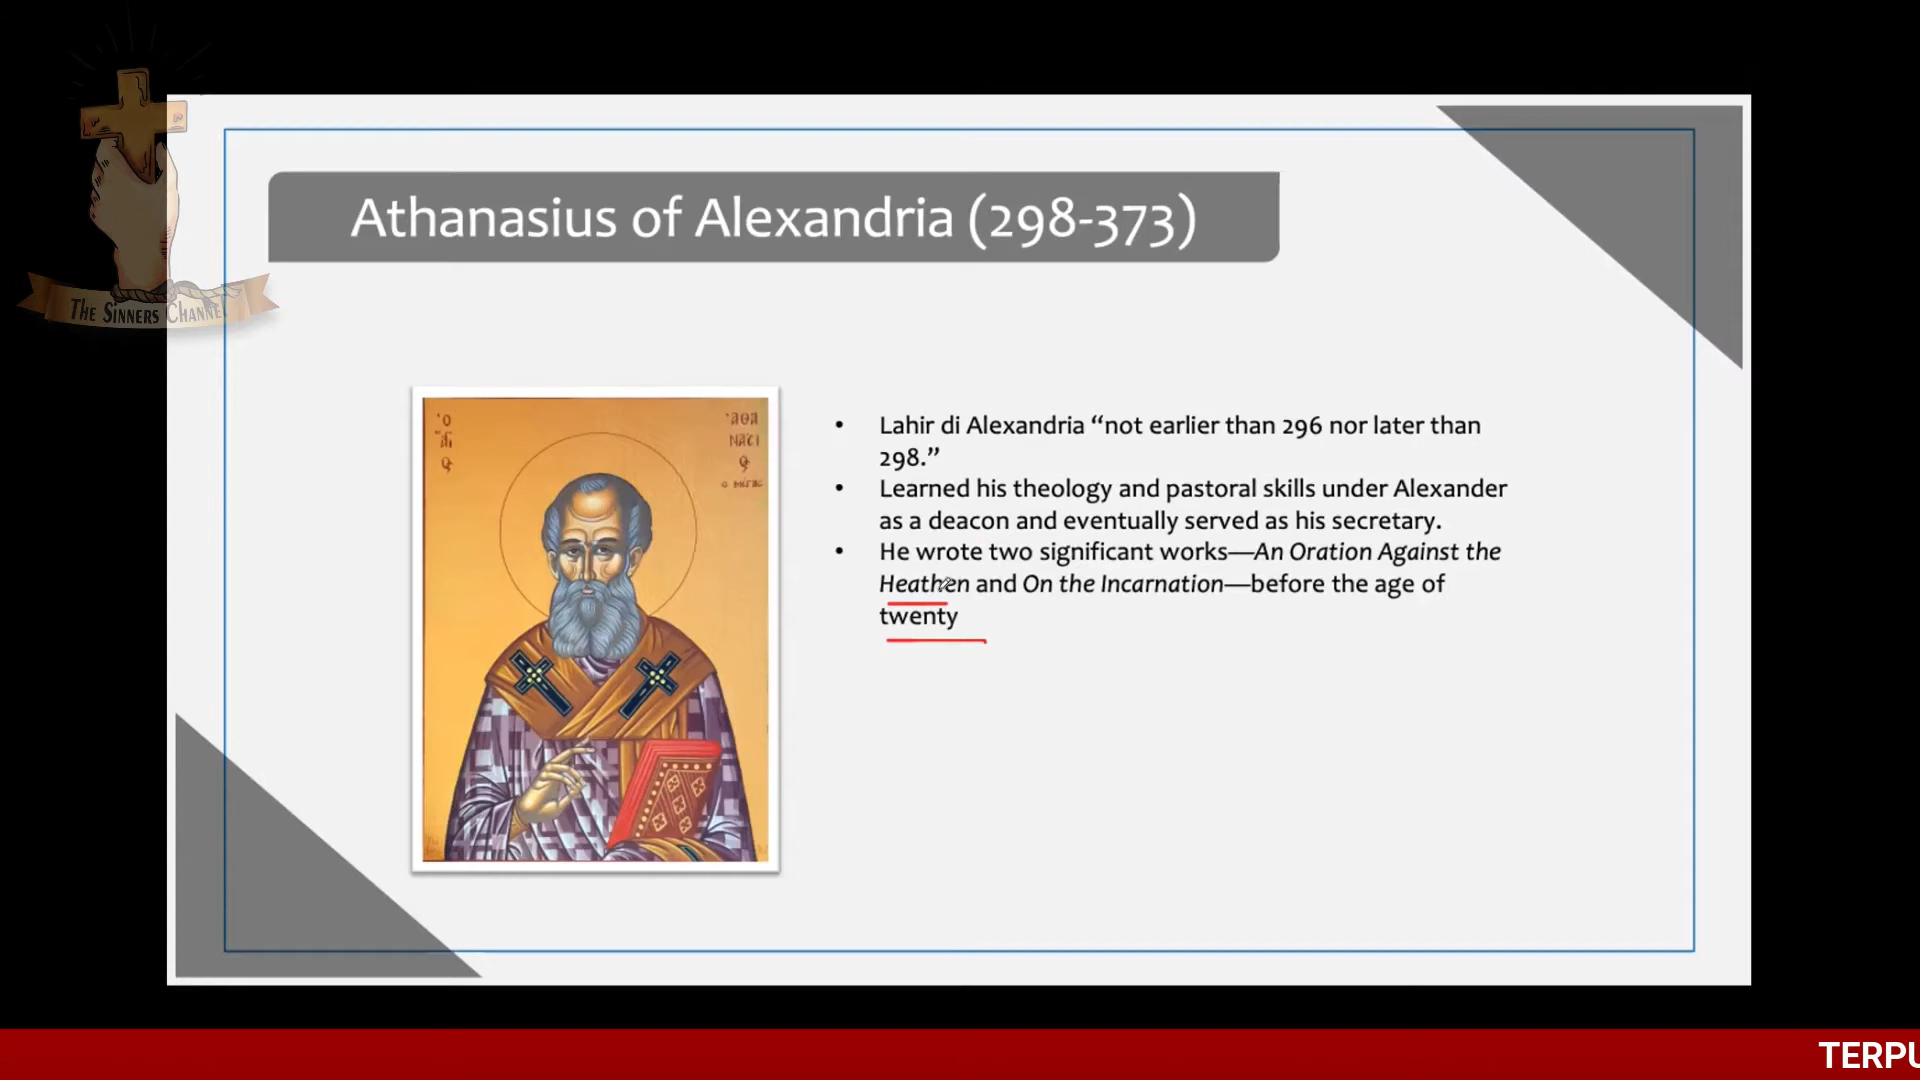 THE SINNERS CHANNEL
Athanasius of Alexandria (298-373)
• Lahir di Alexandria “not earlier than 296 nor later than
298.”
• Learned his theology and pastoral skills under Alexander
as a deacon and eventually served as his secretary.
• He wrote two significant works—An Oration Against the
Heathen and On the Incarnation—before the age of
twenty
TERPU